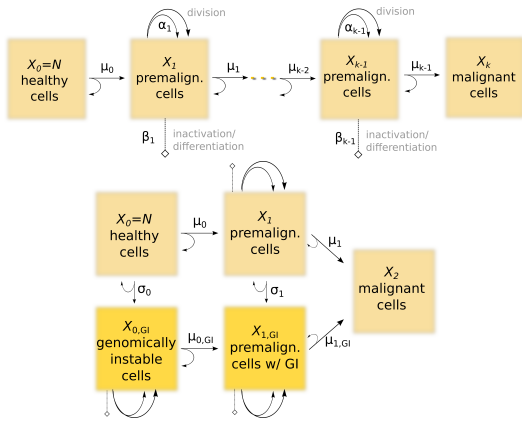 division
division
α1
αk-1
X0=N
healthy
cells
μ0
X1
premalign.
cells
μ1
μk-2
Xk-1
premalign.
cells
μk-1
Xk
malignant
cells
β1
inactivation/
differentiation
βk-1
inactivation/
differentiation
X0=N
healthy
cells
μ0
X1
premalign.
cells
μ1
X2
malignant
cells
σ0
σ1
X0,GI
genomically
instable
cells
μ0,GI
X1,GI
premalign.
cells w/ GI
μ1,GI